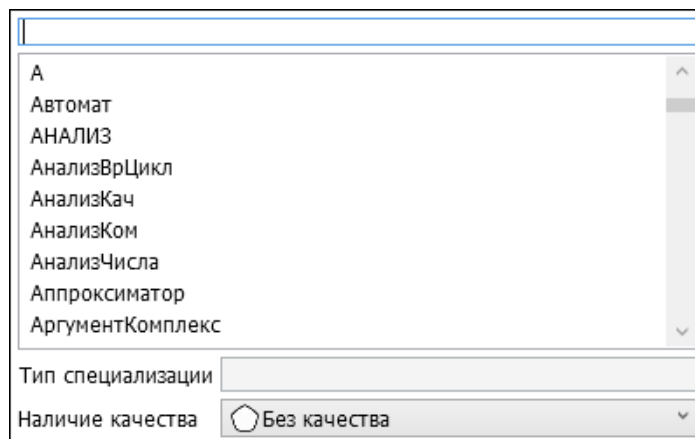 А
Автомат
АНАЛИЗ
АнализВрЦикл
АнализКач
АнализКом
АнализЧисла
Аппроксиматор
АргументКомплекс
Тип специализации
Наличие качества Без качества